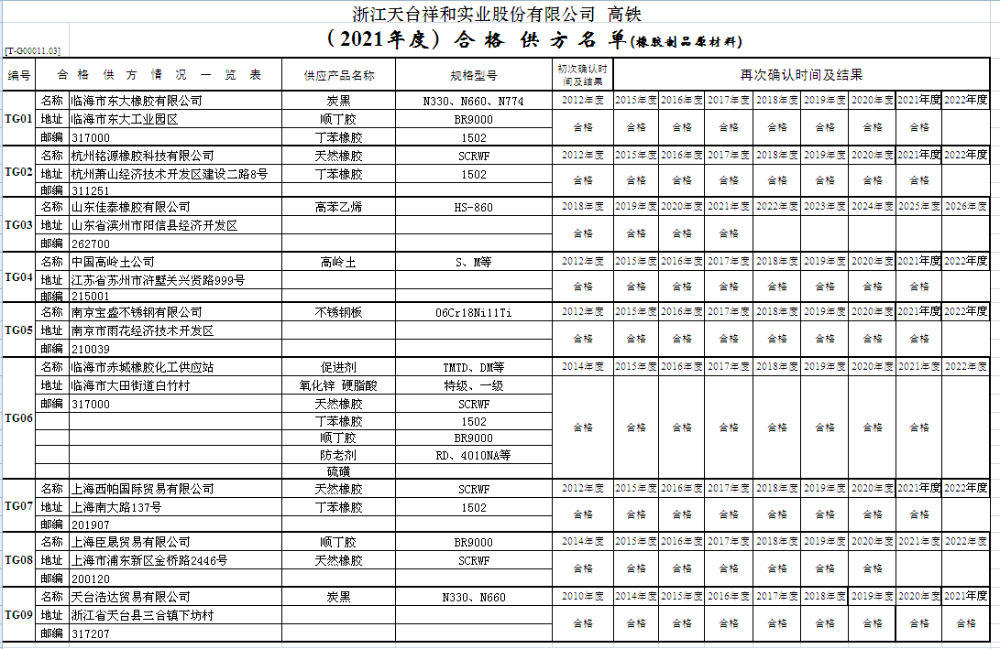 浙江天台祥和实业股份有限公司 高铁
[T-G00011.03] （2021年度）合格供方名单(橡胶制品原材料)
编号 合格供方情况一览表 供应产品名称 规格型号 初次确认时间及结果 再次确认时间及结果
名称 临海市东大橡胶有限公司 炭黑 N330、N660、N774 2012年度 2015年度 2016年度 2017年度 2018年度 2019年度 2020年度 2021年度 2022年度
TG01 地址 临海市东大工业园区 顺丁胶 BR9000 合格 合格 合格 合格 合格 合格 合格 合格
邮编 317000 丁苯橡胶 1502
名称 杭州铭源橡胶科技有限公司 天然橡胶 SCRWF 2012年度 2015年度 2016年度 2017年度 2018年度 2019年度 2020年度 2021年度 2022年度
TG02 地址 杭州萧山经济技术开发区建设二路8号 丁苯橡胶 1502 合格 合格 合格 合格 合格 合格 合格 合格
邮编 311251
名称 山东佳泰橡胶有限公司 高苯乙烯 HS-860 2018年度 2019年度 2020年度 2021年度 2022年度 2023年度 2024年度 2025年度 2026年度
TG03 地址 山东省滨州市阳信县经济开发区 合格 合格 合格 合格
邮编 262700
名称 中国高岭土公司 高岭土 S、M等 2012年度 2015年度 2016年度 2017年度 2018年度 2019年度 2020年度 2021年度 2022年度
TG04 地址 江苏省苏州市浒墅关兴贤路999号 合格 合格 合格 合格 合格 合格 合格 合格
邮编 215001
名称 南京宝盛不锈钢有限公司 不锈钢板 06Cr18Ni11Ti 2012年度 2015年度 2016年度 2017年度 2018年度 2019年度 2020年度 2021年度 2022年度
TG05 地址 南京市雨花经济技术开发区 合格 合格 合格 合格 合格 合格 合格 合格
邮编 210039
名称 临海市赤城橡胶化工供应站 促进剂 TMTD、DM等 2014年度 2015年度 2016年度 2017年度 2018年度 2019年度 2020年度 2021年度 2022年度
地址 临海市大田街道白竹村 氧化锌 硬脂酸 特级、一级
邮编 317000 天然橡胶 SCRWF
TG06 丁苯橡胶 1502 合格 合格 合格 合格 合格 合格 合格 合格
顺丁胶 BR9000
防老剂 RD、4010NA等
硫磺
名称 上海西帕国际贸易有限公司 天然橡胶 SCRWF 2012年度 2015年度 2016年度 2017年度 2018年度 2019年度 2020年度 2021年度 2022年度
TG07 地址 上海南大路137号 丁苯橡胶 1502 合格 合格 合格 合格 合格 合格 合格 合格
邮编 201907
名称 上海臣晟贸易有限公司 顺丁胶 BR9000 2014年度 2015年度 2016年度 2017年度 2018年度 2019年度 2020年度 2021年度 2022年度
TG08 地址 上海市浦东新区金桥路2446号 天然橡胶 SCRWF 合格 合格 合格 合格 合格 合格 合格
邮编 200120
名称 天台浩达贸易有限公司 炭黑 N330、N660 2010年度 2014年度 2015年度 2016年度 2017年度 2018年度 2019年度 2020年度 2021年度
TG09 地址 浙江省天台县三合镇下坊村 合格 合格 合格 合格 合格 合格 合格 合格 合格
邮编 317207